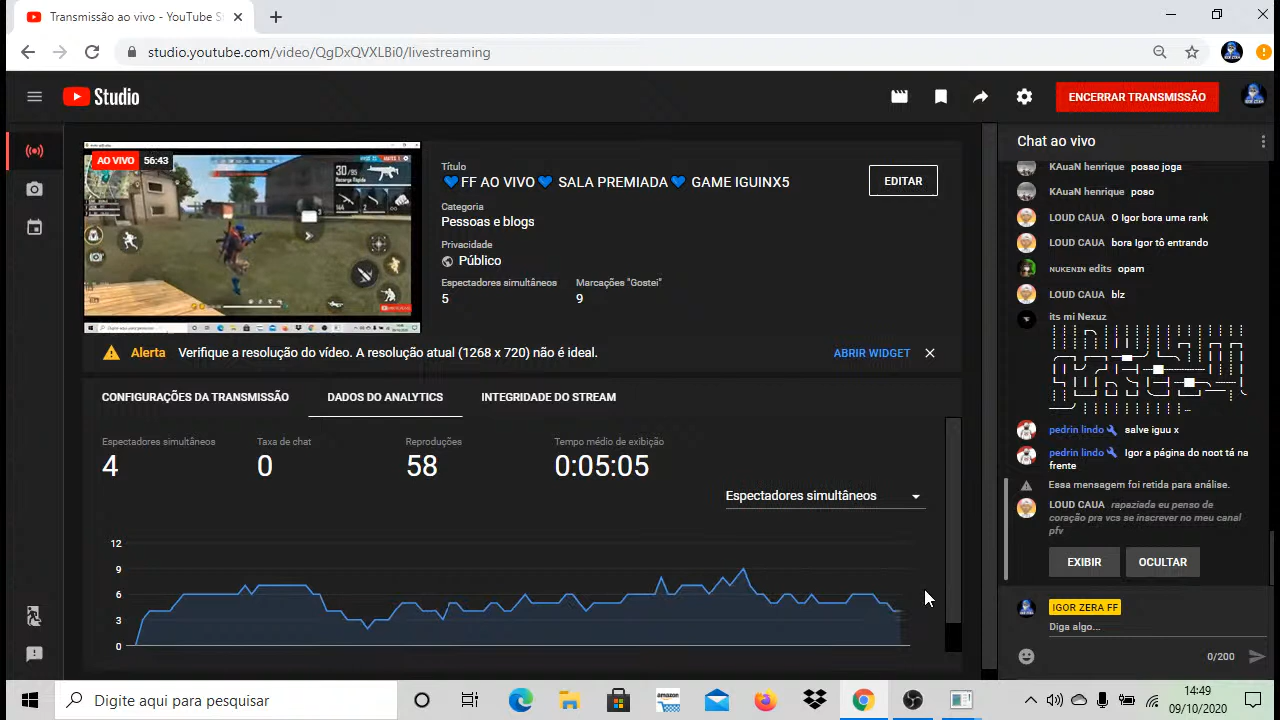 Transmissão ao vivo - YouTube S
studio.youtube.com/video/QgDxQVXLBi0/livestreaming
Studio
ENCERRAR TRANSMISSÃO
AO VIVO 56:43
30/95
Título
💙FF AO VIVO💙 SALA PREMIADA💙 GAME IGUINX5
EDITAR
Categoria
Pessoas e blogs
Privacidade
Público
Espectadores simultâneos
5
Marcações "Gostei"
9
Alerta Verifique a resolução do vídeo. A resolução atual (1268 x 720) não é ideal.
ABRIR WIDGET
CONFIGURAÇÕES DA TRANSMISSÃO
DADOS DO ANALYTICS
INTEGRIDADE DO STREAM
Espectadores simultâneos
4
Taxa de chat
0
Reproduções
58
Tempo médio de exibição
0:05:05
Espectadores simultâneos
12
9
6
3
0
Chat ao vivo
KAuaN henrique posso joga
KAuaN henrique poso
LOUD CAUA O Igor bora uma rank
LOUD CAUA bora Igor tô entrando
ɴᴜᴋᴇɴɪɴ edits opam
LOUD CAUA blz
its mi Nexuz
pedrin lindo salve iguu x
pedrin lindo Igor a página do noot tá na
frente
Essa mensagem foi retida para análise.
LOUD CAUA rapaziada eu penso de
coração pra vcs se inscrever no meu canal
pfv
EXIBIR
OCULTAR
IGOR ZERA FF
Diga algo...
0/200
Digite aqui para pesquisar
amazon
14:49
09/10/2020